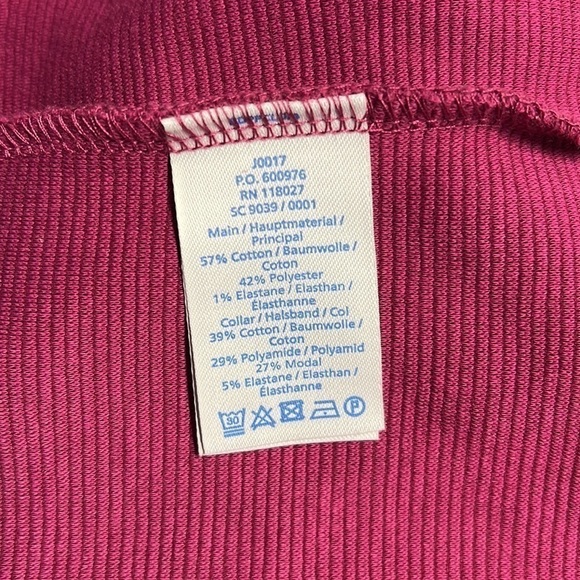 J0017
P.O. 600976
RN 118027
SC 9039 / 0001
Main / Hauptmaterial /
Principal
57% Cotton / Baumwolle /
Coton
42% Polyester
1% Elastane / Elasthan /
Élasthanne
Collar / Halsband / Col
39% Cotton / Baumwolle /
Coton
29% Polyamide / Polyamid
27% Modal
5% Elastane / Elasthan /
Élasthanne
30 P